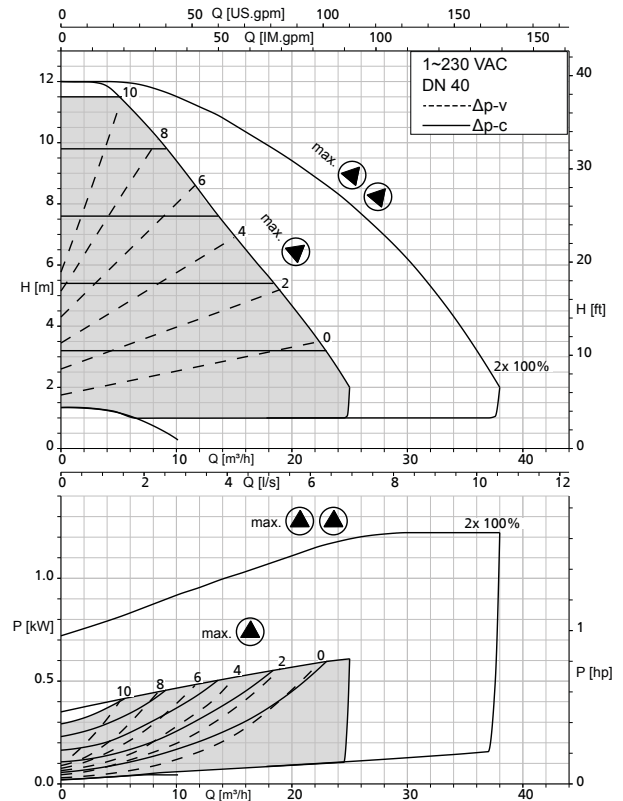 0 50 100 150
Q [US.gpm]
0 50 100 150
Q [IM.gpm]
1~230 VAC
DN 40
Δp-v
Δp-c
12
10
8
6
H [m]
4
2
0
40
30
20
H [ft]
10
0
10
8
6
4
2
0
max.
max.
2x 100%
0 10 20 30 40
Q [m³/h]
0 2 4 6 8 10 12
Q [l/s]
max.
2x 100%
1.0
P [kW]
0.5
0.0
max.
10 8 6 4 2 0
1
P [hp]
0
0 10 20 30 40
Q [m³/h]